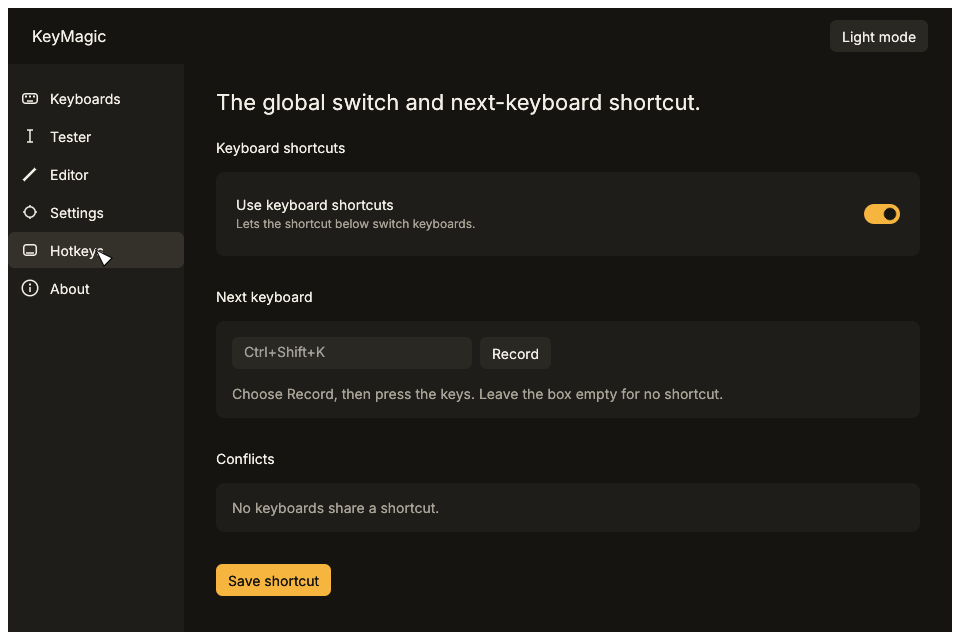 KeyMagic
Light mode
Keyboards
Tester
Editor
Settings
Hotkeys
About
The global switch and next-keyboard shortcut.
Keyboard shortcuts
Use keyboard shortcuts
Lets the shortcut below switch keyboards.
Next keyboard
Ctrl+Shift+K
Record
Choose Record, then press the keys. Leave the box empty for no shortcut.
Conflicts
No keyboards share a shortcut.
Save shortcut